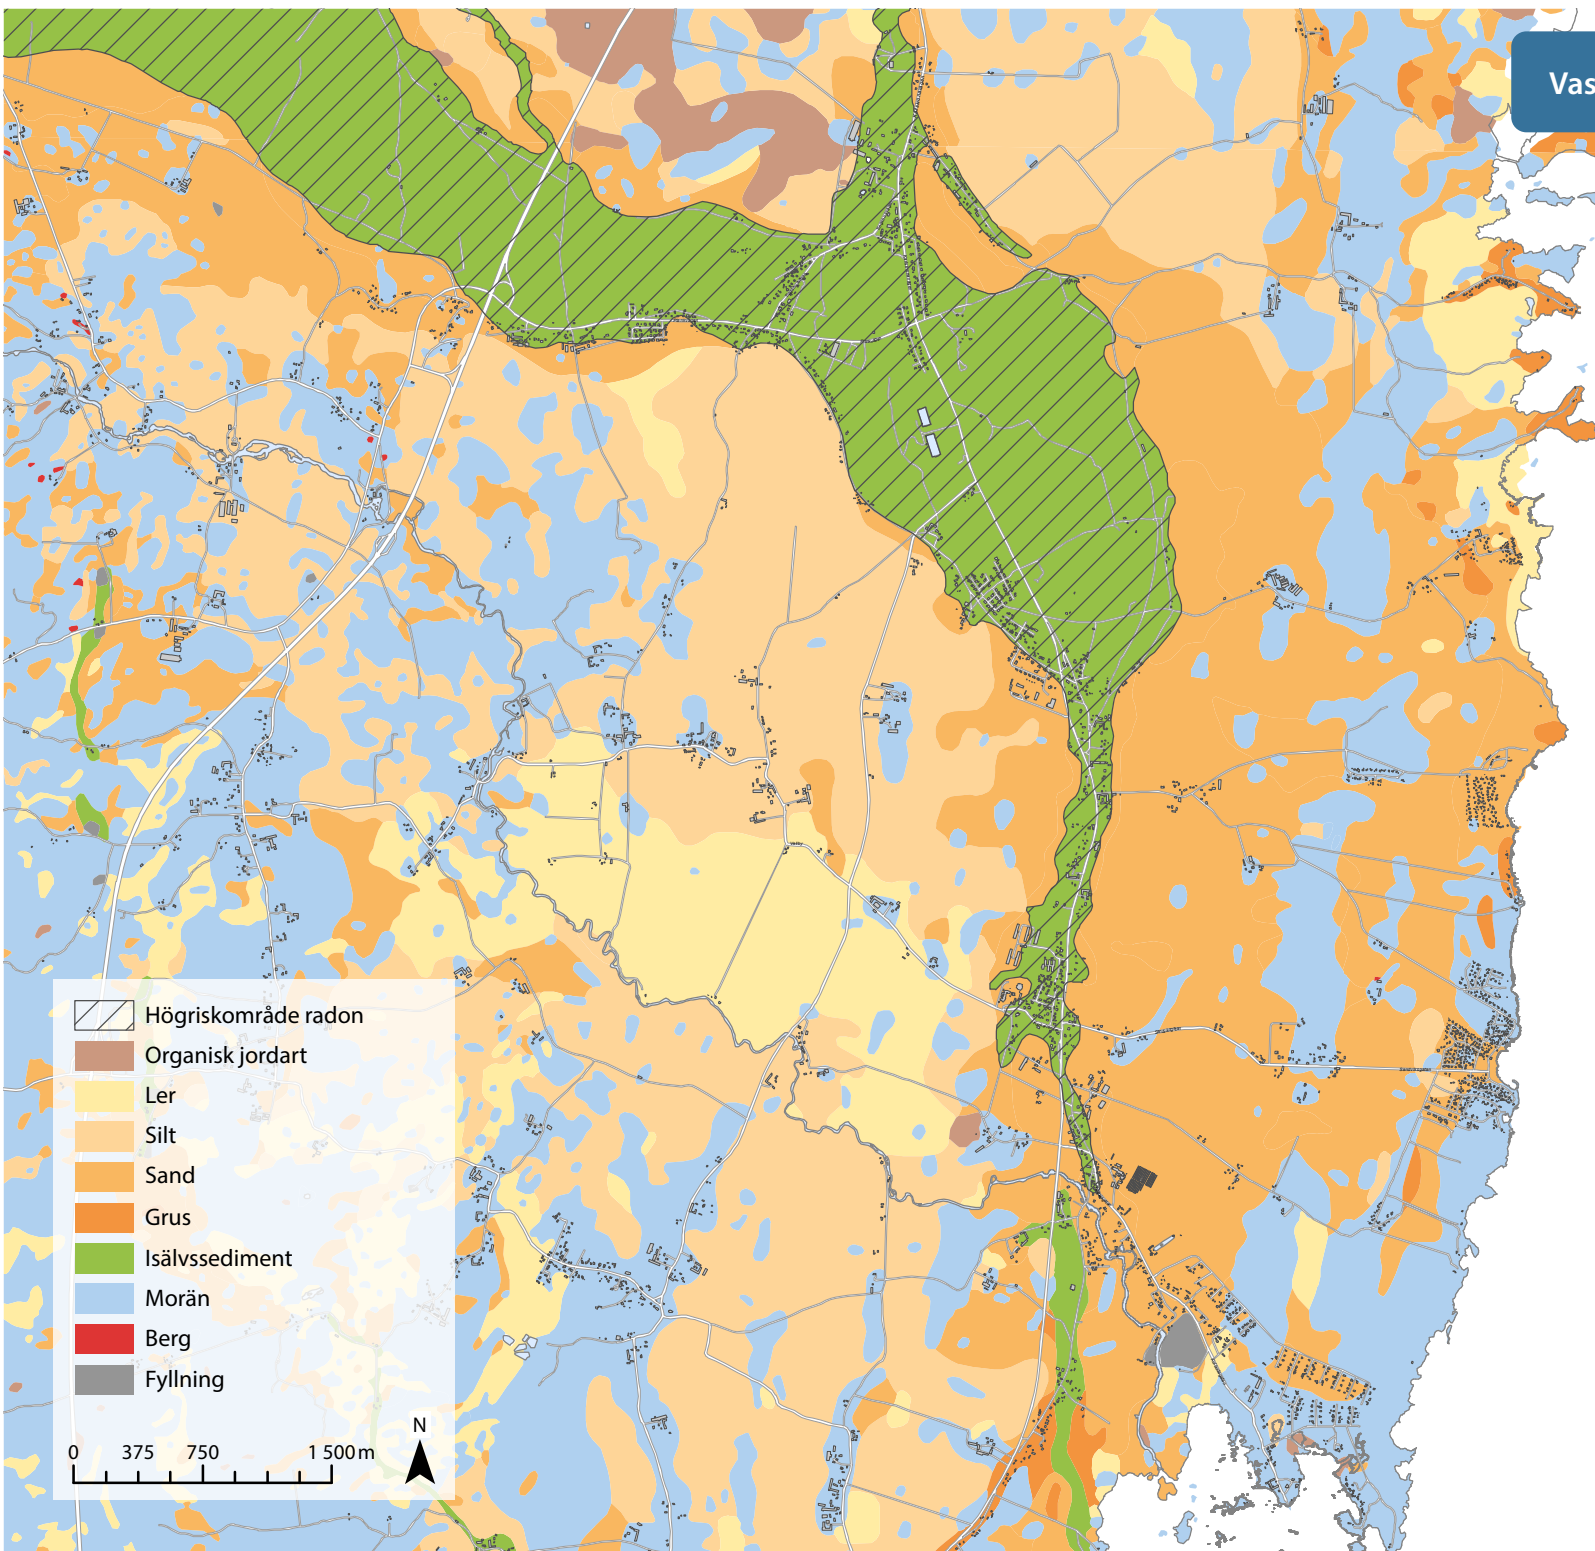 Vas
Högriskområde radon
Organisk jordart
Ler
Silt
Sand
Grus
Isälvssediment
Morän
Berg
Fyllning
N
0 375 750 1 500 m